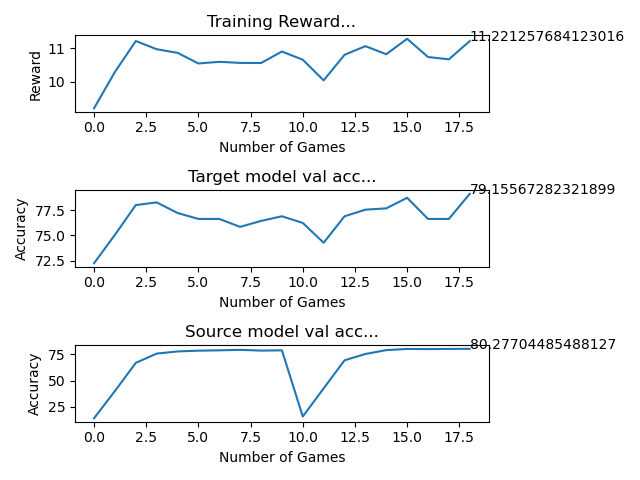 Training Reward...
11.221257684123016
11
10
Reward
0.0 2.5 5.0 7.5 10.0 12.5 15.0 17.5
Number of Games
Target model val acc...
79.15567282321899
77.5
75.0
72.5
Accuracy
0.0 2.5 5.0 7.5 10.0 12.5 15.0 17.5
Number of Games
Source model val acc...
80.27704485488127
75
50
25
Accuracy
0.0 2.5 5.0 7.5 10.0 12.5 15.0 17.5
Number of Games